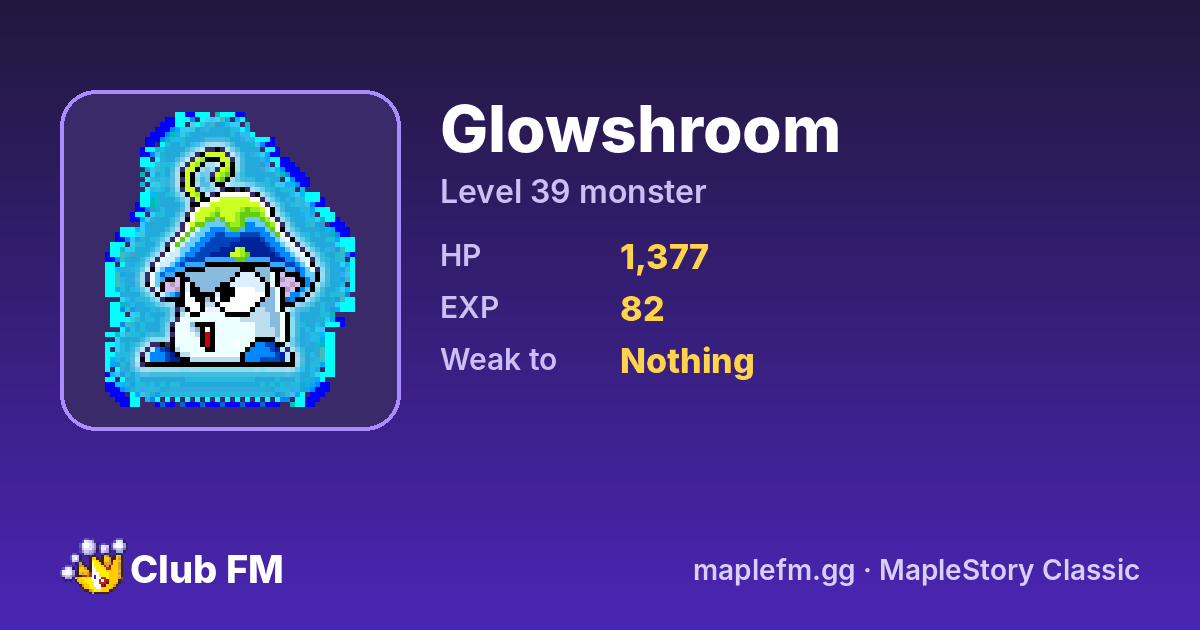 Glowshroom
Level 39 monster
HP 1,377
EXP 82
Weak to Nothing
Club FM
maplefm.gg · MapleStory Classic